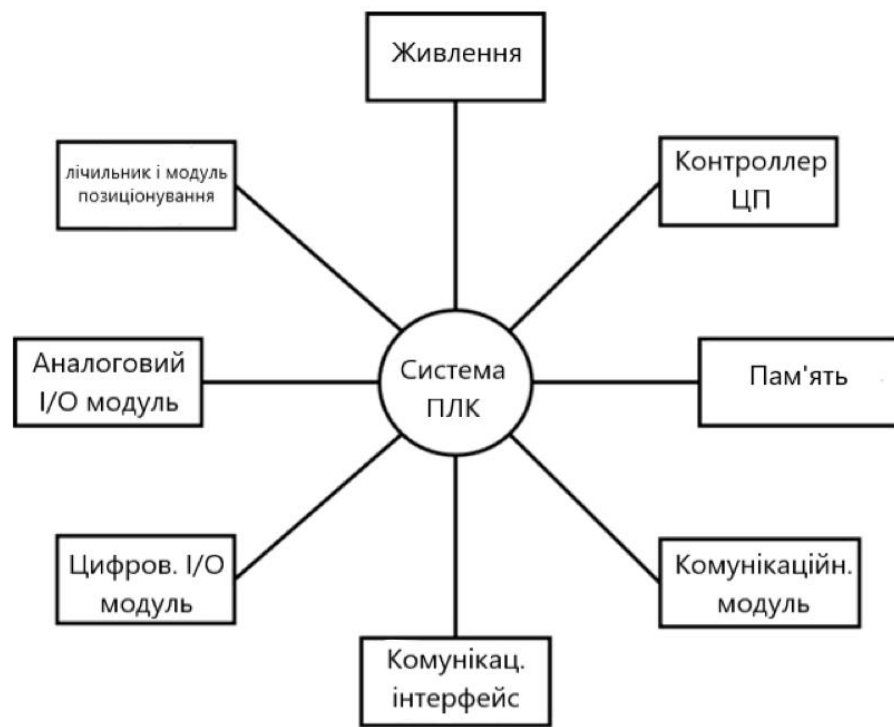 Живлення
лічильник і модуль
позиціонування
Контроллер
ЦП
Аналоговий
I/O модуль
Система
ПЛК
Пам'ять
Цифров. I/O
модуль
Комунікаційн.
модуль
Комунікац.
інтерфейс